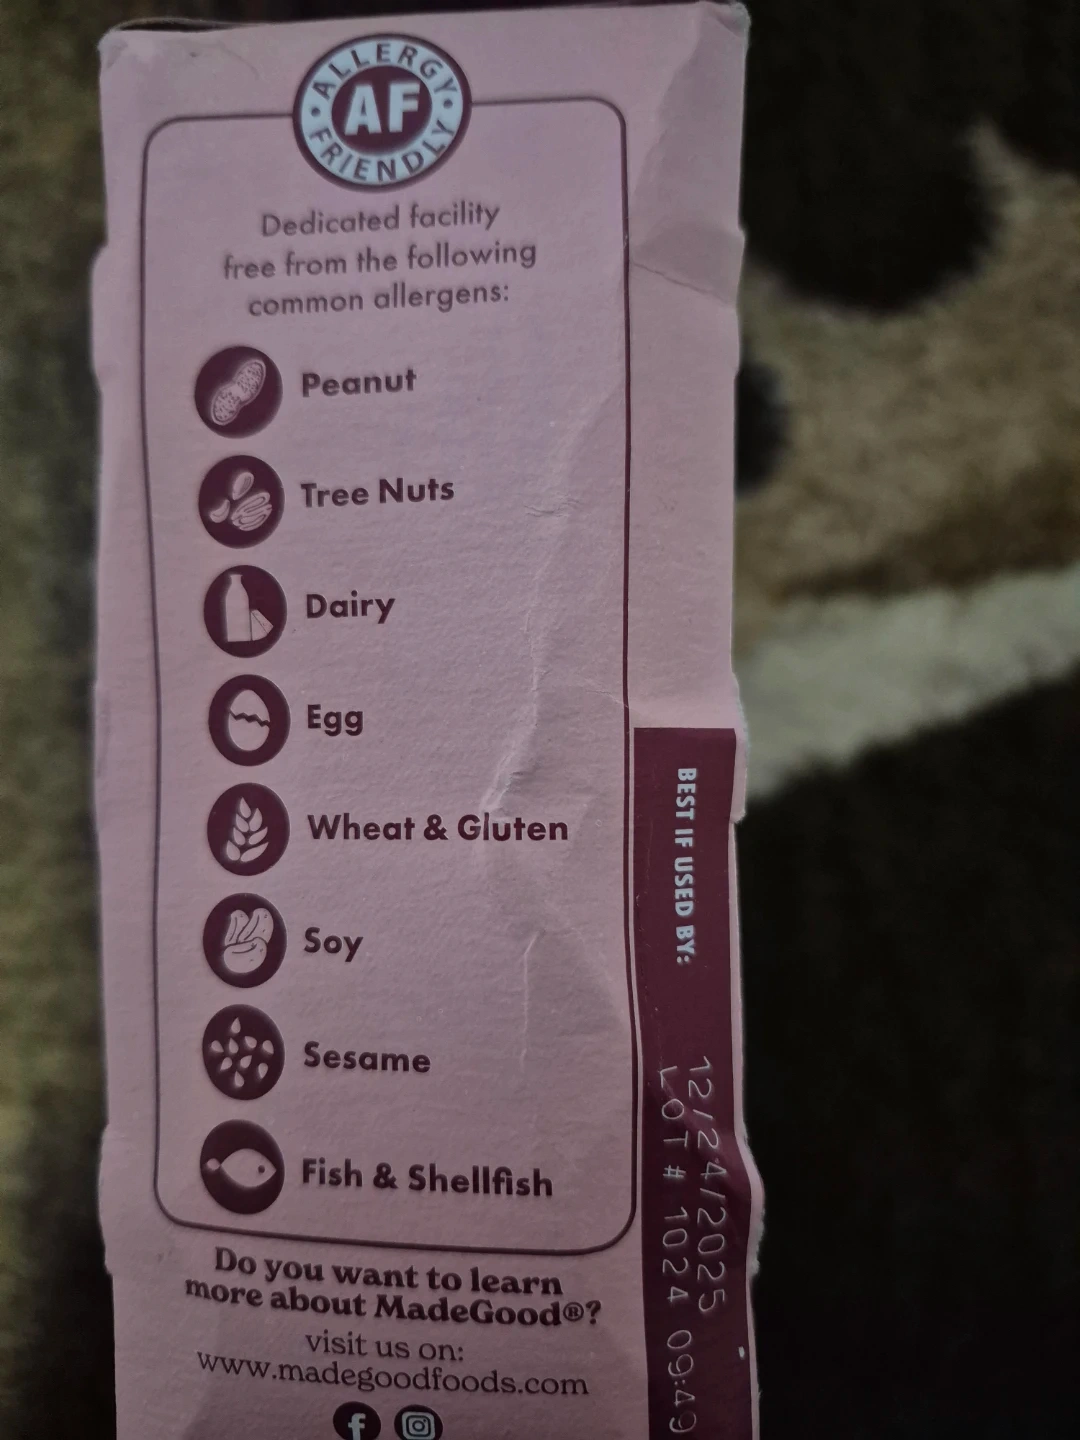 ALLERGY
AF
FRIENDLY
Dedicated facility
free from the following
common allergens:
Peanut
Tree Nuts
Dairy
Egg
Wheat & Gluten
Soy
Sesame
Fish & Shellfish
Do you want to learn
more about MadeGood®?
visit us on:
www.madegoodfoods.com
BEST IF USED BY:
12/24/2025
LOT # 1024 09:49